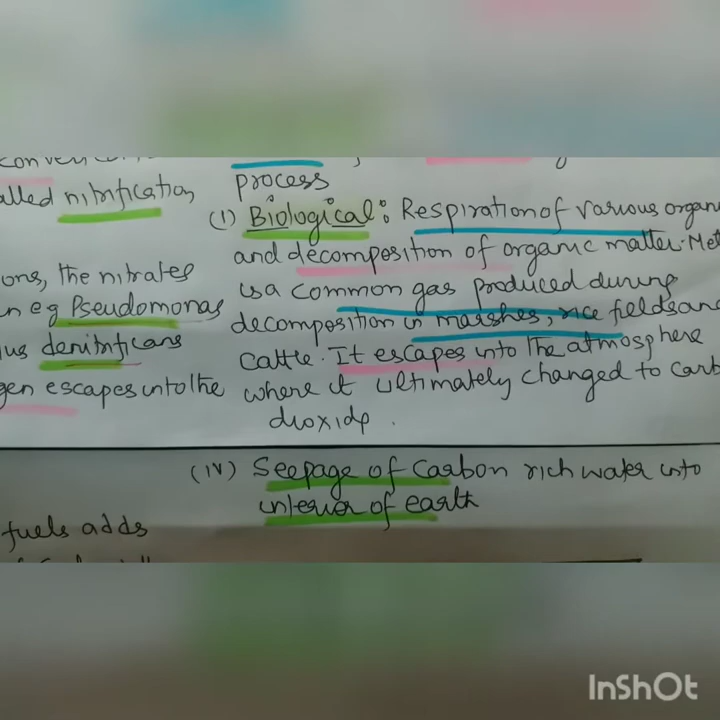 alled nitrification
ons, the nitrates
n eg Pseudomonas
us denitrificans
gen escapes into the
fuels adds
process
(1) Biological: Respiration of various organ
and decomposition of organic matter. Met
is a common gas produced during
decomposition in marshes, rice fields and
cattle. It escapes into the atmosphere
where it ultimately changed to carb
dioxide.
(IV) Seepage of Carbon rich water into
interior of earth
InShOt